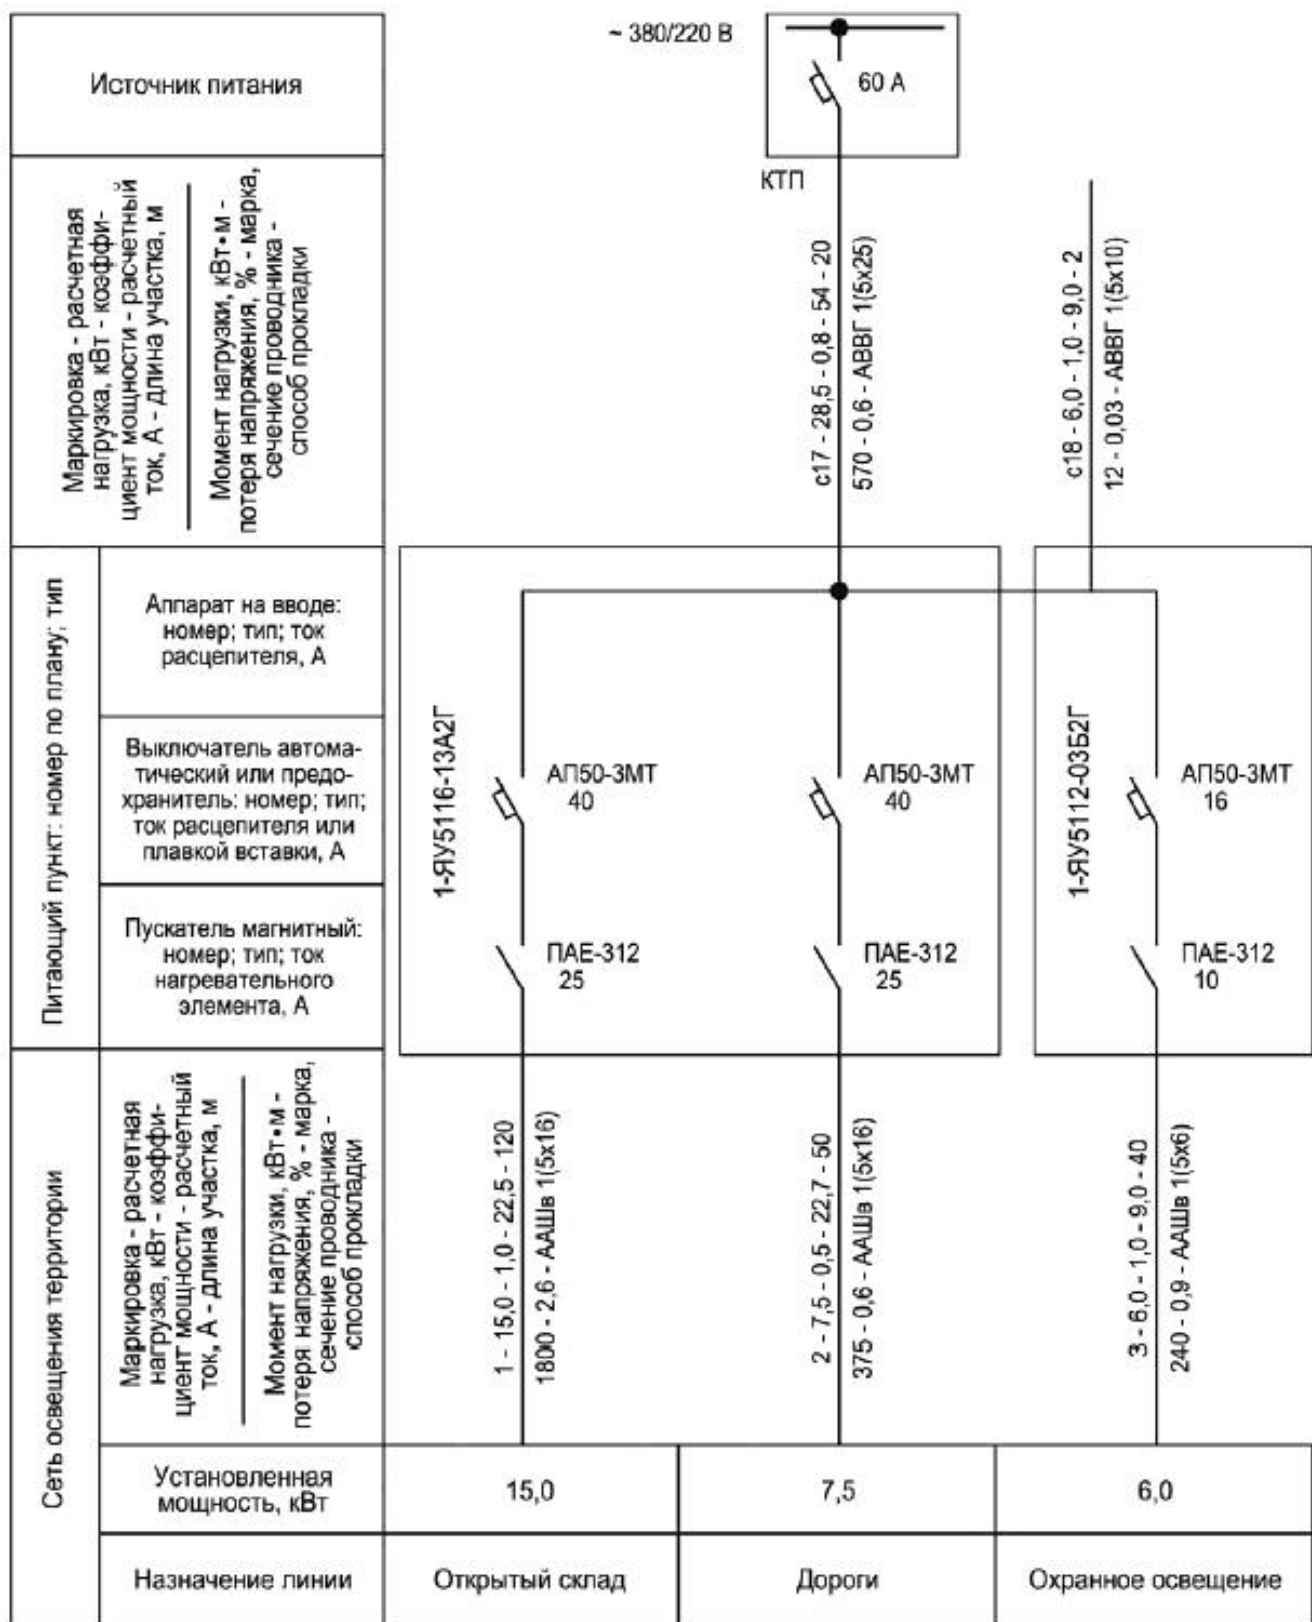 Источник питания
~ 380/220 В
60 А
КТП
Маркировка - расчетная
нагрузка, кВт - коэффи-
циент мощности - расчетный
ток, А - длина участка, м
Момент нагрузки, кВт•м -
потеря напряжения, % - марка,
сечение проводника -
способ прокладки
с17 - 28,5 - 0,8 - 54 - 20
570 - 0,6 - АВВГ 1(5х25)
с18 - 6,0 - 1,0 - 9,0 - 2
12 - 0,03 - АВВГ 1(5х10)
Питающий пункт: номер по плану; тип
Аппарат на вводе:
номер; тип; ток
расцепителя, А
Выключатель автома-
тический или предо-
хранитель: номер; тип;
ток расцепителя или
плавкой вставки, А
Пускатель магнитный:
номер; тип; ток
нагревательного
элемента, А
1-ЯУ5116-13А2Г
АП50-3МТ
40
АП50-3МТ
40
1-ЯУ5112-03Б2Г
АП50-3МТ
16
ПАЕ-312
25
ПАЕ-312
25
ПАЕ-312
10
Сеть освещения территории
Маркировка - расчетная
нагрузка, кВт - коэффи-
циент мощности - расчетный
ток, А - длина участка, м
Момент нагрузки, кВт•м -
потеря напряжения, % - марка,
сечение проводника -
способ прокладки
1 - 15,0 - 1,0 - 22,5 - 120
1800 - 2,6 - ААШв 1(5х16)
2 - 7,5 - 0,5 - 22,7 - 50
375 - 0,6 - ААШв 1(5х16)
3 - 6,0 - 1,0 - 9,0 - 40
240 - 0,9 - ААШв 1(5х6)
Установленная
мощность, кВт
15,0
7,5
6,0
Назначение линии
Открытый склад
Дороги
Охранное освещение